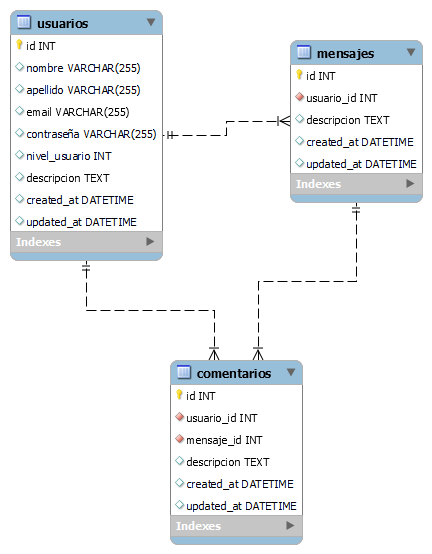 usuarios
id INT
nombre VARCHAR(255)
apellido VARCHAR(255)
email VARCHAR(255)
contraseña VARCHAR(255)
nivel_usuario INT
descripcion TEXT
created_at DATETIME
updated_at DATETIME
Indexes
mensajes
id INT
usuario_id INT
descripcion TEXT
created_at DATETIME
updated_at DATETIME
Indexes
comentarios
id INT
usuario_id INT
mensaje_id INT
descripcion TEXT
created_at DATETIME
updated_at DATETIME
Indexes